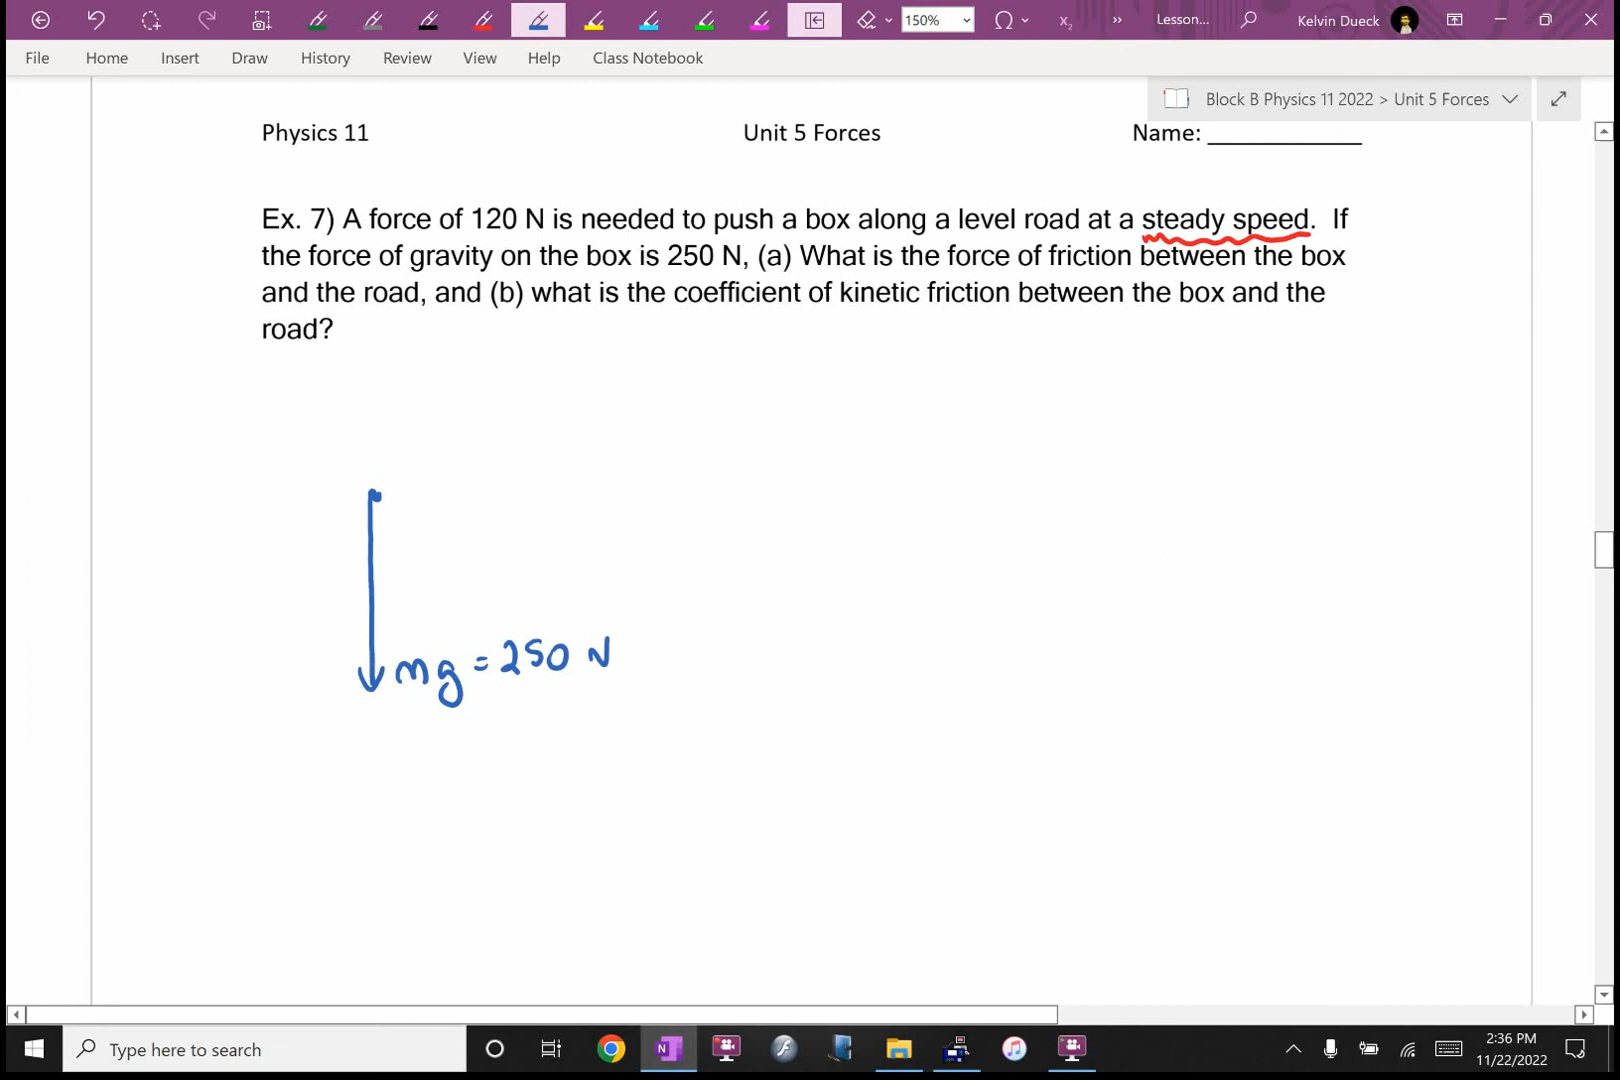 150%
Ω
x₂
Lesson...
Kelvin Dueck
File Home Insert Draw History Review View Help Class Notebook
Block B Physics 11 2022 > Unit 5 Forces
Physics 11 Unit 5 Forces Name: ____________
Ex. 7) A force of 120 N is needed to push a box along a level road at a steady speed. If
the force of gravity on the box is 250 N, (a) What is the force of friction between the box
and the road, and (b) what is the coefficient of kinetic friction between the box and the
road?
mg = 250 N
Type here to search
N
2:36 PM
11/22/2022